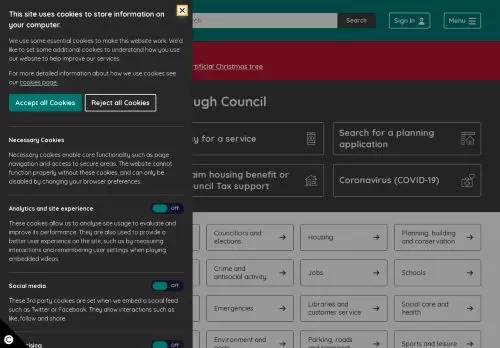 This site uses cookies to store information on
your computer.
We use some essential cookies to make this website work. We'd
like to set some additional cookies to understand how you use
our website to help improve our services.
For more detailed information about how we use cookies see
our cookies page.
Accept all Cookies
Reject all Cookies
Necessary Cookies
Necessary cookies enable core functionality such as page
navigation and access to secure areas. The website cannot
function properly without these cookies, and can only be
disabled by changing your browser preferences.
Analytics and site experience
Off
These cookies allow us to analyse site usage to evaluate and
improve its performance. They are also used to provide a
better user experience on the site, such as by measuring
interactions and remembering user settings when playing
embedded videos.
Social media
Off
These 3rd party cookies are set when we embed a social feed
such as Twitter or Facebook. They allow interactions such as
like, follow and share.
Off
Search
Sign in
Menu
Christmas tree
Council
for a service
Search for a planning
application
housing benefit or
Council Tax support
Coronavirus (COVID-19)
Councillors and
elections
Housing
Planning, building
and conservation
Crime and
antisocial activity
Jobs
Schools
Emergencies
Libraries and
customer service
Social care and
health
Environment and
Parking, roads
Sports and leisure